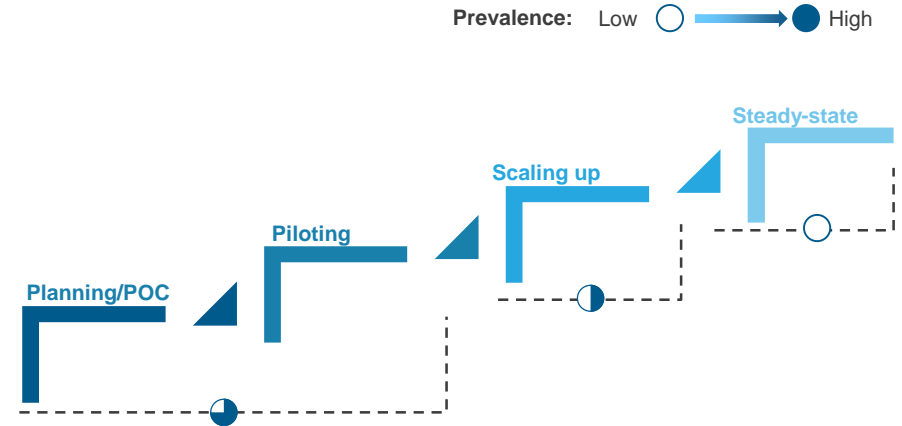 Prevalence: Low High
Steady-state
Scaling up
Piloting
Planning/POC